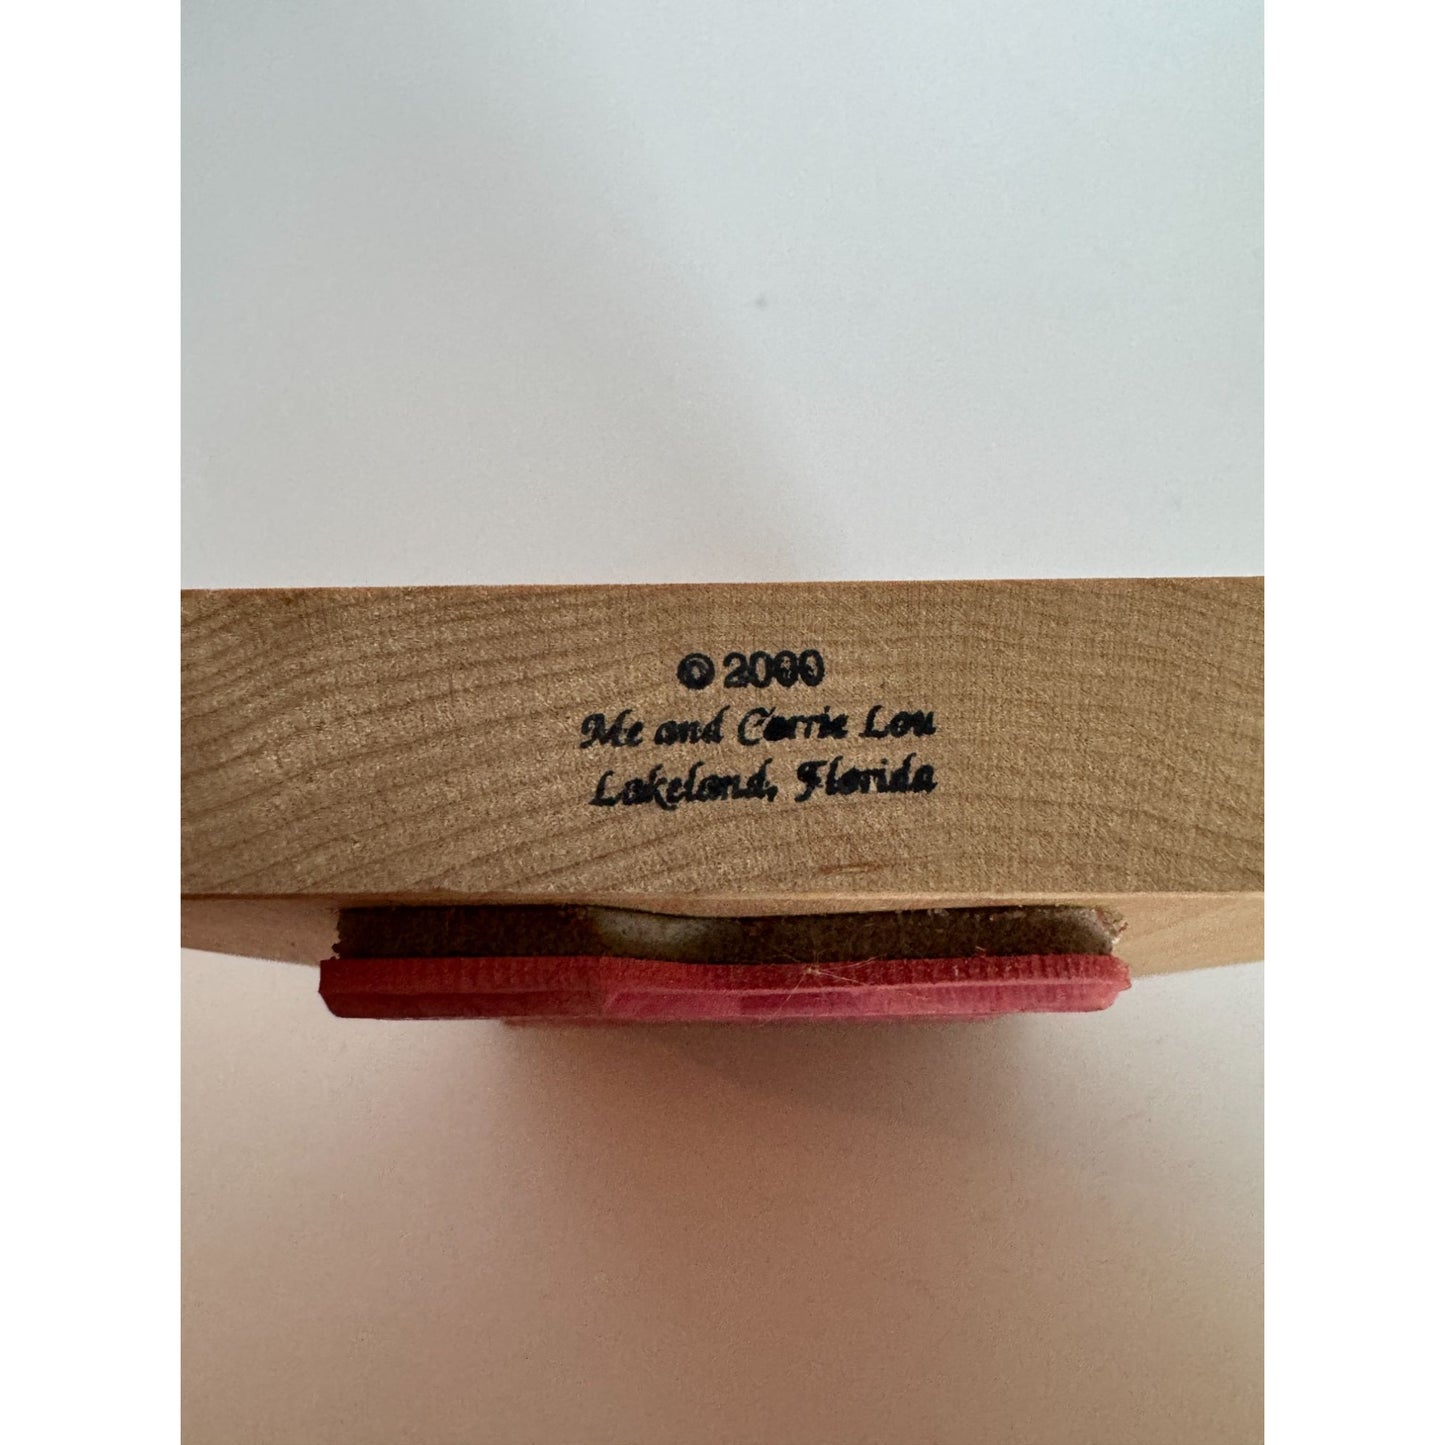 © 2000
Me and Carrie Lou
Lakeland, Florida